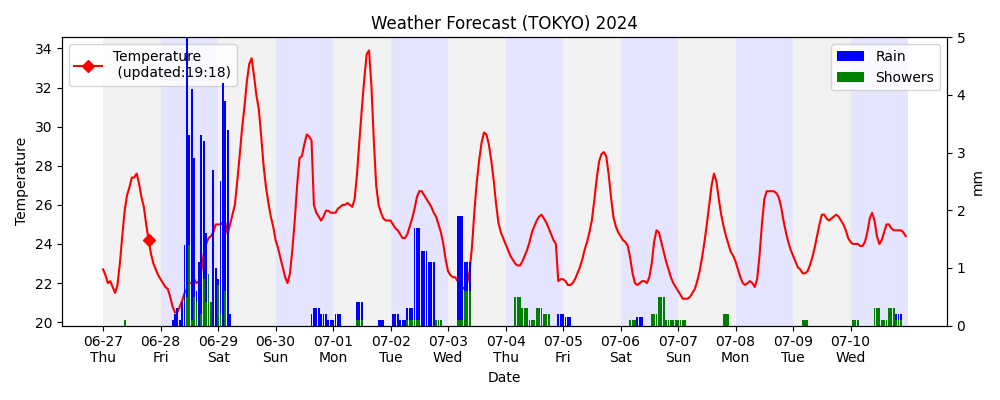 Weather Forecast (TOKYO) 2024
Temperature
(updated:19:18)
Rain
Showers
Temperature
34
32
30
28
26
24
22
20
5
4
3
2
1
0
mm
06-27 06-28 06-29 06-30 07-01 07-02 07-03 07-04 07-05 07-06 07-07 07-08 07-09 07-10
Thu Fri Sat Sun Mon Tue Wed Thu Fri Sat Sun Mon Tue Wed
Date